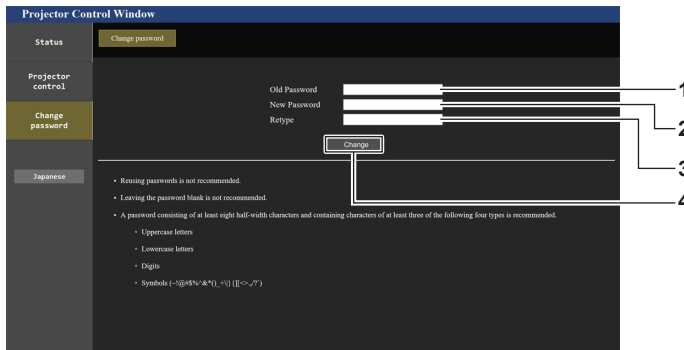 Projector Control Window
Status
Change password
Projector
control
Change
password
Japanese
Old Password
New Password
Retype
Change
1
2
3
4
• Reusing passwords is not recommended.
• Leaving the password blank is not recommended.
• A password consisting of at least eight half-width characters and containing characters of at least three of the following four types is recommended.
Uppercase letters
Lowercase letters
Digits
Symbols (~!@#$%^&*()_+\|}{][<>.,/?`)